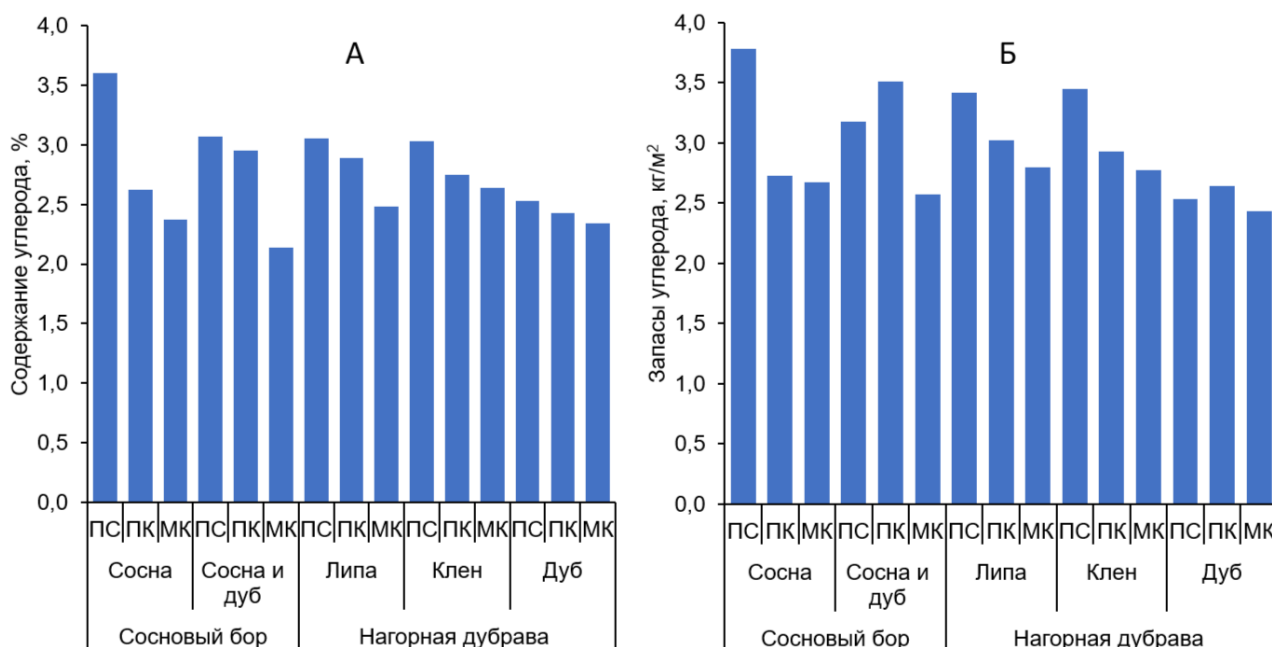 А
Содержание углерода, %
4,0
3,5
3,0
2,5
2,0
1,5
1,0
0,5
0,0
ПС ПК МК ПС ПК МК ПС ПК МК ПС ПК МК ПС ПК МК
Сосна Сосна и дуб Липа Клен Дуб
Сосновый бор Нагорная дубрава
Б
Запасы углерода, кг/м²
4,0
3,5
3,0
2,5
2,0
1,5
1,0
0,5
0,0
ПС ПК МК ПС ПК МК ПС ПК МК ПС ПК МК ПС ПК МК
Сосна Сосна и дуб Липа Клен Дуб
Сосновый бор Нагорная дубрава